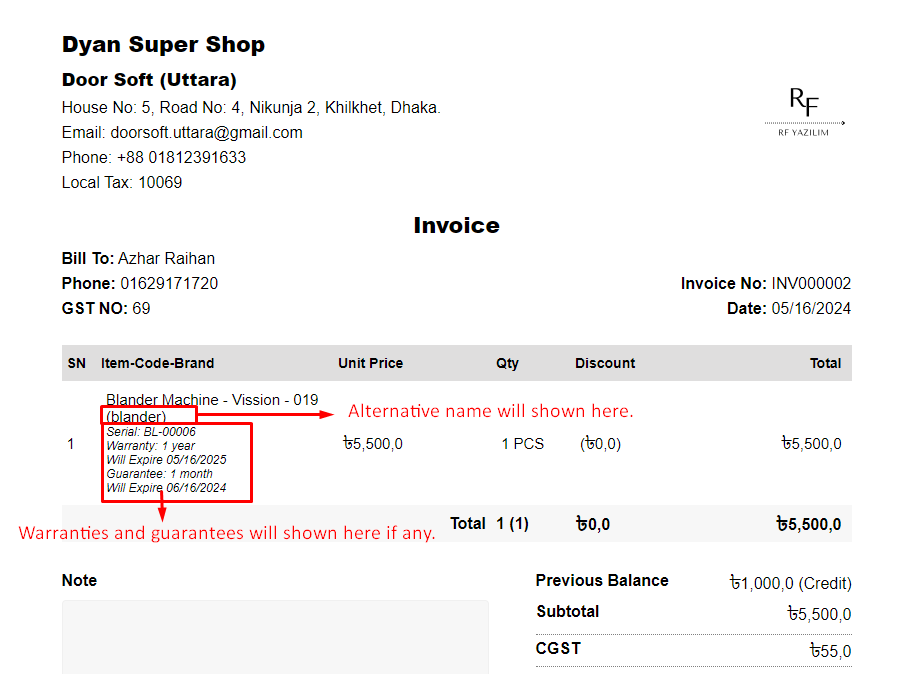 Dyan Super Shop
Door Soft (Uttara)
House No: 5, Road No: 4, Nikunja 2, Khilkhet, Dhaka.
Email: doorsoft.uttara@gmail.com
Phone: +88 01812391633
Local Tax: 10069
RF
RF YAZILIM
Invoice
Bill To: Azhar Raihan
Phone: 01629171720
GST NO: 69
Invoice No: INV000002
Date: 05/16/2024
SN Item-Code-Brand Unit Price Qty Discount Total
Blander Machine - Vission - 019
(blander)
Alternative name will shown here.
Serial: BL-00006
Warranty: 1 year
Will Expire 05/16/2025
Guarantee: 1 month
Will Expire 06/16/2024
1 ৳5,500,0 1 PCS (৳0,0) ৳5,500,0
Warranties and guarantees will shown here if any.
Total 1 (1) ৳0,0 ৳5,500,0
Note
Previous Balance ৳1,000,0 (Credit)
Subtotal ৳5,500,0
CGST ৳55,0